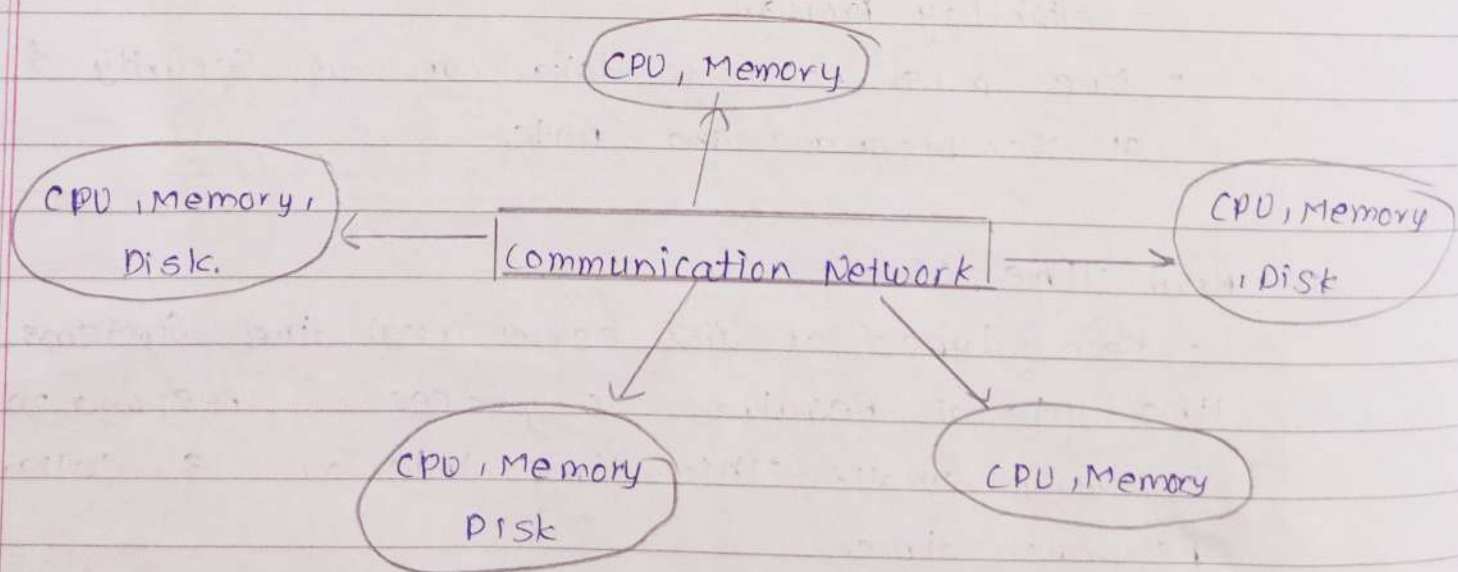 CPU, Memory
CPU, Memory,
Disk.
Communication Network
CPU, Memory
, Disk
CPU, Memory
Disk
CPU, Memory